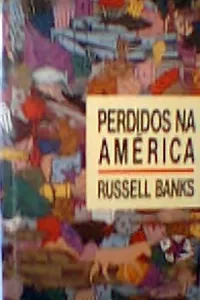 PERDIDOS NA
AMÉRICA
RUSSELL BANKS